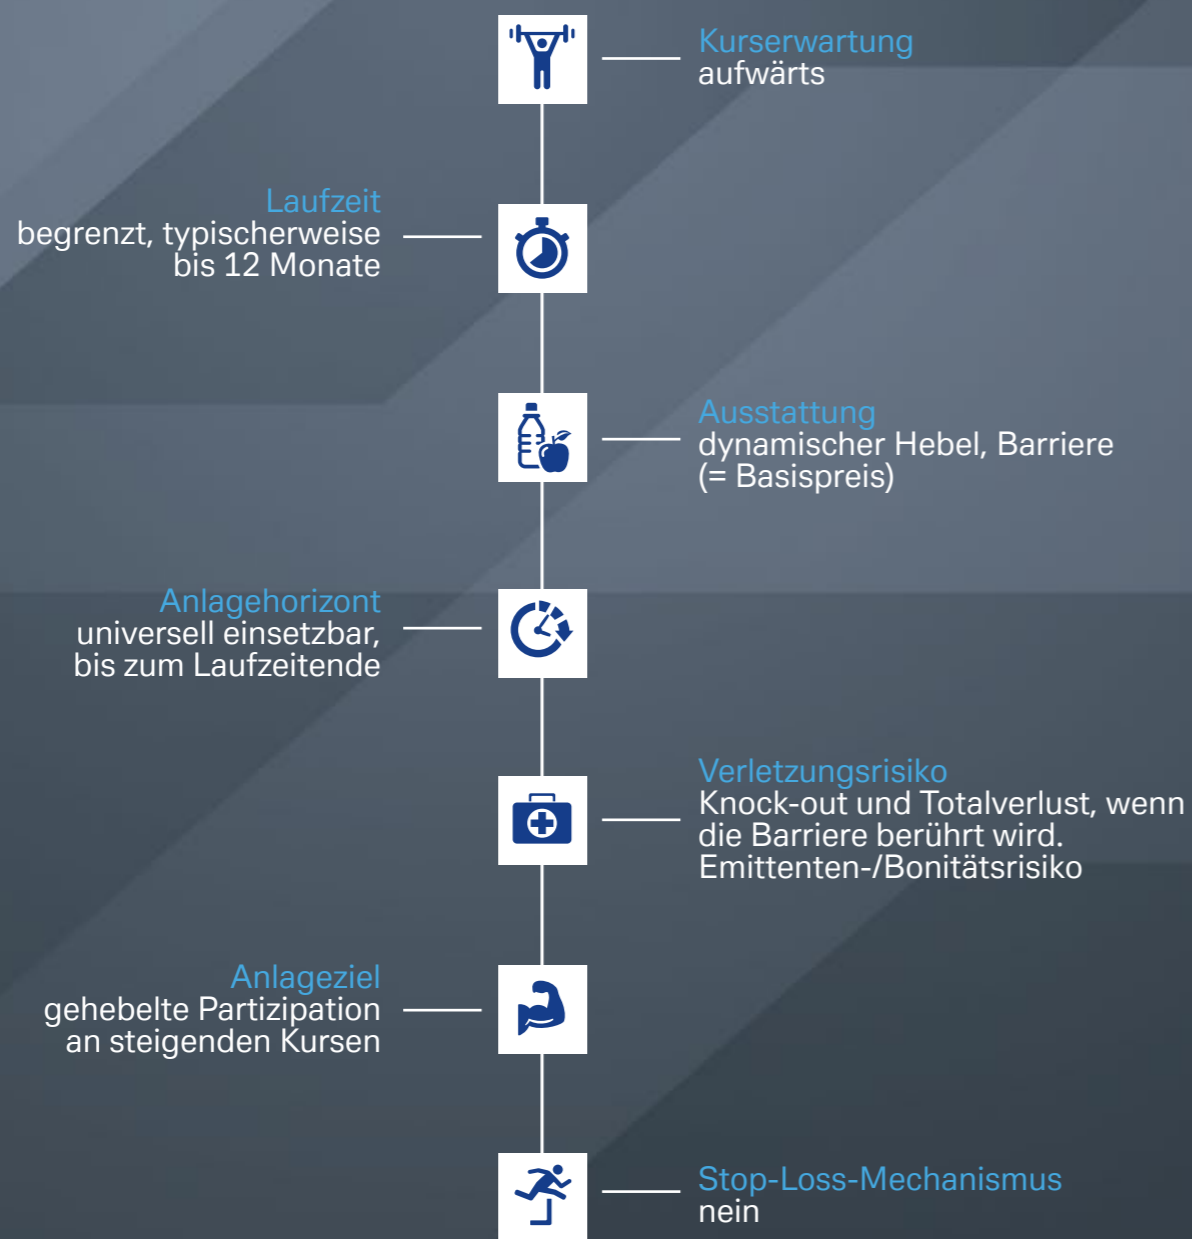 Kurserwartung
aufwärts
Laufzeit
begrenzt, typischerweise
bis 12 Monate
Ausstattung
dynamischer Hebel, Barriere
(= Basispreis)
Anlagehorizont
universell einsetzbar,
bis zum Laufzeitende
Verletzungsrisiko
Knock-out und Totalverlust, wenn
die Barriere berührt wird.
Emittenten-/Bonitätsrisiko
Anlageziel
gehebelte Partizipation
an steigenden Kursen
Stop-Loss-Mechanismus
nein